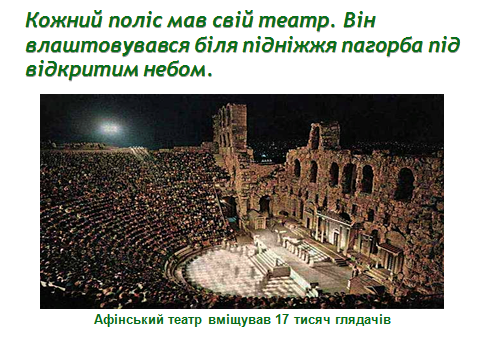 Кожний поліс мав свій театр. Він
влаштовувався біля підніжжя пагорба під
відкритим небом.
Афінський театр вміщував 17 тисяч глядачів